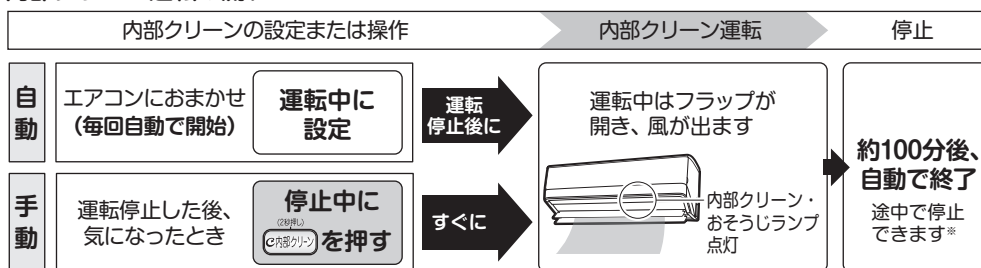 内部クリーンの設定または操作
内部クリーン運転
停止
自動
エアコンにおまかせ
(毎回自動で開始)
運転中に
設定
運転
停止後に
手動
運転停止した後、
気になったとき
停止中に
(2秒押し)
内部クリーン を押す
すぐに
運転中はフラップが
開き、風が出ます
内部クリーン・
おそうじランプ
点灯
約100分後、
自動で終了
途中で停止
できます※